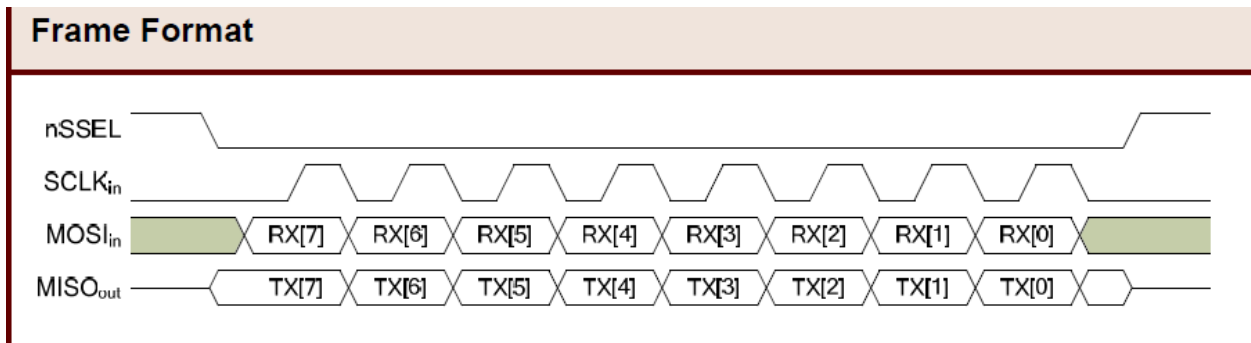 Frame Format
nSSEL
SCLKin
MOSIin RX[7] RX[6] RX[5] RX[4] RX[3] RX[2] RX[1] RX[0]
MISOout TX[7] TX[6] TX[5] TX[4] TX[3] TX[2] TX[1] TX[0]